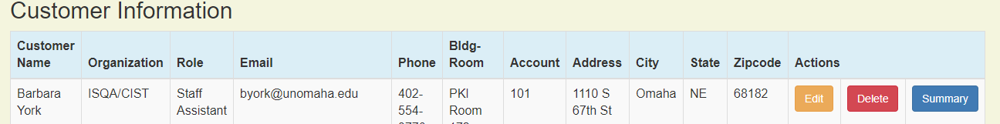 Customer Information
Customer Name Organization Role Email Phone Bldg-Room Account Address City State Zipcode Actions
Barbara York ISQA/CIST Staff Assistant byork@unomaha.edu 402-554- PKI Room 101 1110 S 67th St Omaha NE 68182 Edit Delete Summary